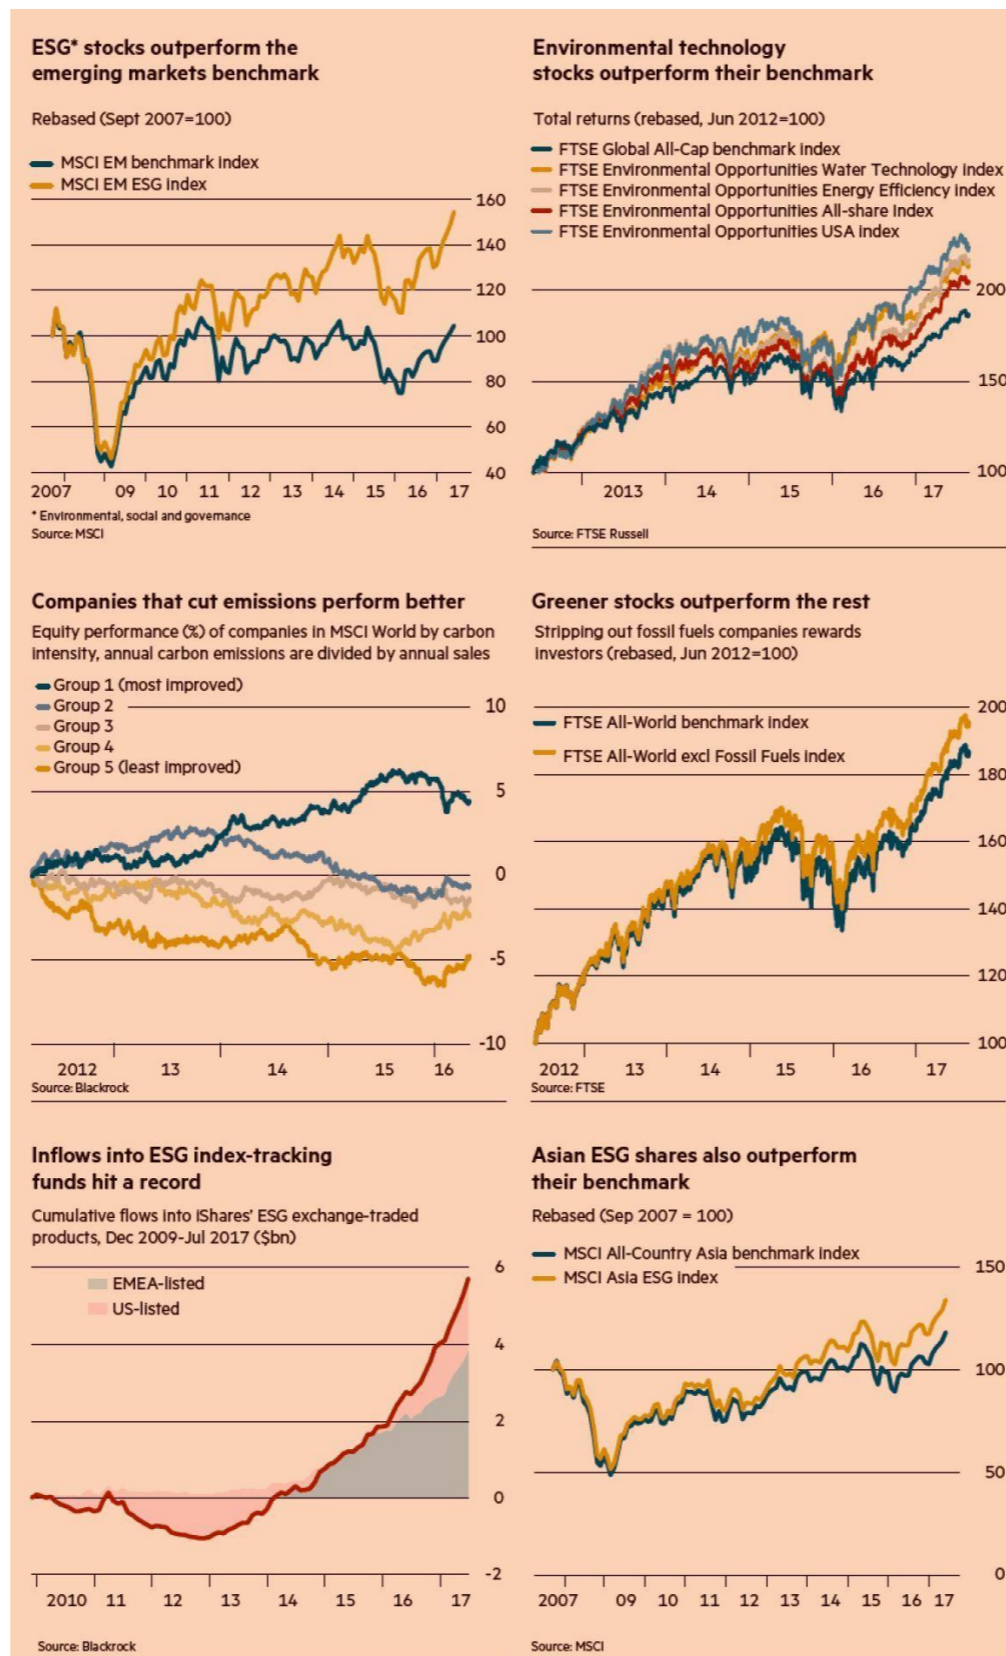 ESG* stocks outperform the
emerging markets benchmark
Rebased (Sept 2007=100)
MSCI EM benchmark index
MSCI EM ESG index
160
140
120
100
80
60
40
2007 09 10 11 12 13 14 15 16 17
* Environmental, social and governance
Source: MSCI
Environmental technology
stocks outperform their benchmark
Total returns (rebased, Jun 2012=100)
FTSE Global All-Cap benchmark index
FTSE Environmental Opportunities Water Technology index
FTSE Environmental Opportunities Energy Efficiency index
FTSE Environmental Opportunities All-share index
FTSE Environmental Opportunities USA index
200
150
100
2013 14 15 16 17
Source: FTSE Russell
Companies that cut emissions perform better
Equity performance (%) of companies in MSCI World by carbon
intensity, annual carbon emissions are divided by annual sales
Group 1 (most improved)
Group 2
Group 3
Group 4
Group 5 (least improved)
10
5
0
-5
-10
2012 13 14 15 16
Source: Blackrock
Greener stocks outperform the rest
Stripping out fossil fuels companies rewards
investors (rebased, Jun 2012=100)
FTSE All-World benchmark index
FTSE All-World excl Fossil Fuels index
200
180
160
140
120
100
2012 13 14 15 16 17
Source: FTSE
Inflows into ESG index-tracking
funds hit a record
Cumulative flows into iShares' ESG exchange-traded
products, Dec 2009-Jul 2017 ($bn)
EMEA-listed
US-listed
6
4
2
0
-2
2010 11 12 13 14 15 16 17
Source: Blackrock
Asian ESG shares also outperform
their benchmark
Rebased (Sep 2007 = 100)
MSCI All-Country Asia benchmark index
MSCI Asia ESG index
150
100
50
0
2007 09 10 11 12 13 14 15 16 17
Source: MSCI